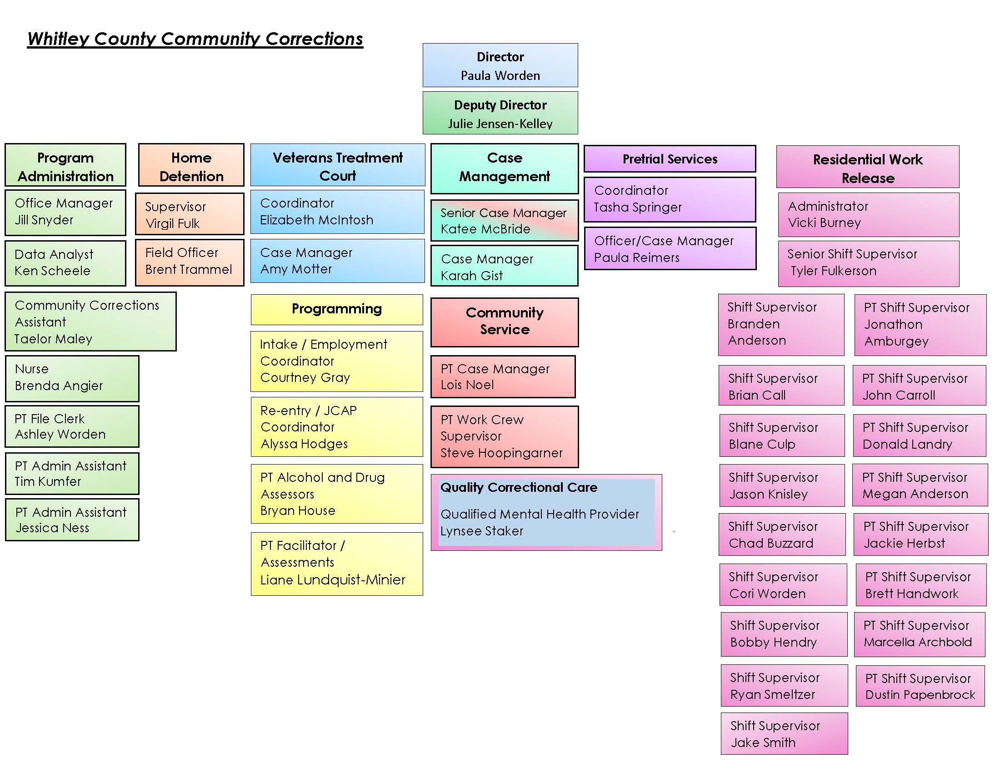 Whitley County Community Corrections
Director
Paula Worden
Deputy Director
Julie Jensen-Kelley
Program
Administration
Office Manager
Jill Snyder
Data Analyst
Ken Scheele
Community Corrections
Assistant
Taelor Maley
Nurse
Brenda Angier
PT File Clerk
Ashley Worden
PT Admin Assistant
Tim Kumfer
PT Admin Assistant
Jessica Ness
Home
Detention
Supervisor
Virgil Fulk
Field Officer
Brent Trammel
Veterans Treatment
Court
Coordinator
Elizabeth McIntosh
Case Manager
Amy Motter
Programming
Intake / Employment
Coordinator
Courtney Gray
Re-entry / JCAP
Coordinator
Alyssa Hodges
PT Alcohol and Drug
Assessors
Bryan House
PT Facilitator /
Assessments
Liane Lundquist-Minier
Case
Management
Senior Case Manager
Katee McBride
Case Manager
Karah Gist
Community
Service
PT Case Manager
Lois Noel
PT Work Crew
Supervisor
Steve Hoopingarner
Quality Correctional Care
Qualified Mental Health Provider
Lynsee Staker
Pretrial Services
Coordinator
Tasha Springer
Officer/Case Manager
Paula Reimers
Residential Work
Release
Administrator
Vicki Burney
Senior Shift Supervisor
Tyler Fulkerson
Shift Supervisor
Branden
Anderson
Shift Supervisor
Brian Call
Shift Supervisor
Blane Culp
Shift Supervisor
Jason Knisley
Shift Supervisor
Chad Buzzard
Shift Supervisor
Cori Worden
Shift Supervisor
Bobby Hendry
Shift Supervisor
Ryan Smeltzer
Shift Supervisor
Jake Smith
PT Shift Supervisor
Jonathon
Amburgey
PT Shift Supervisor
John Carroll
PT Shift Supervisor
Donald Landry
PT Shift Supervisor
Megan Anderson
PT Shift Supervisor
Jackie Herbst
PT Shift Supervisor
Brett Handwork
PT Shift Supervisor
Marcella Archbold
PT Shift Supervisor
Dustin Papenbrock